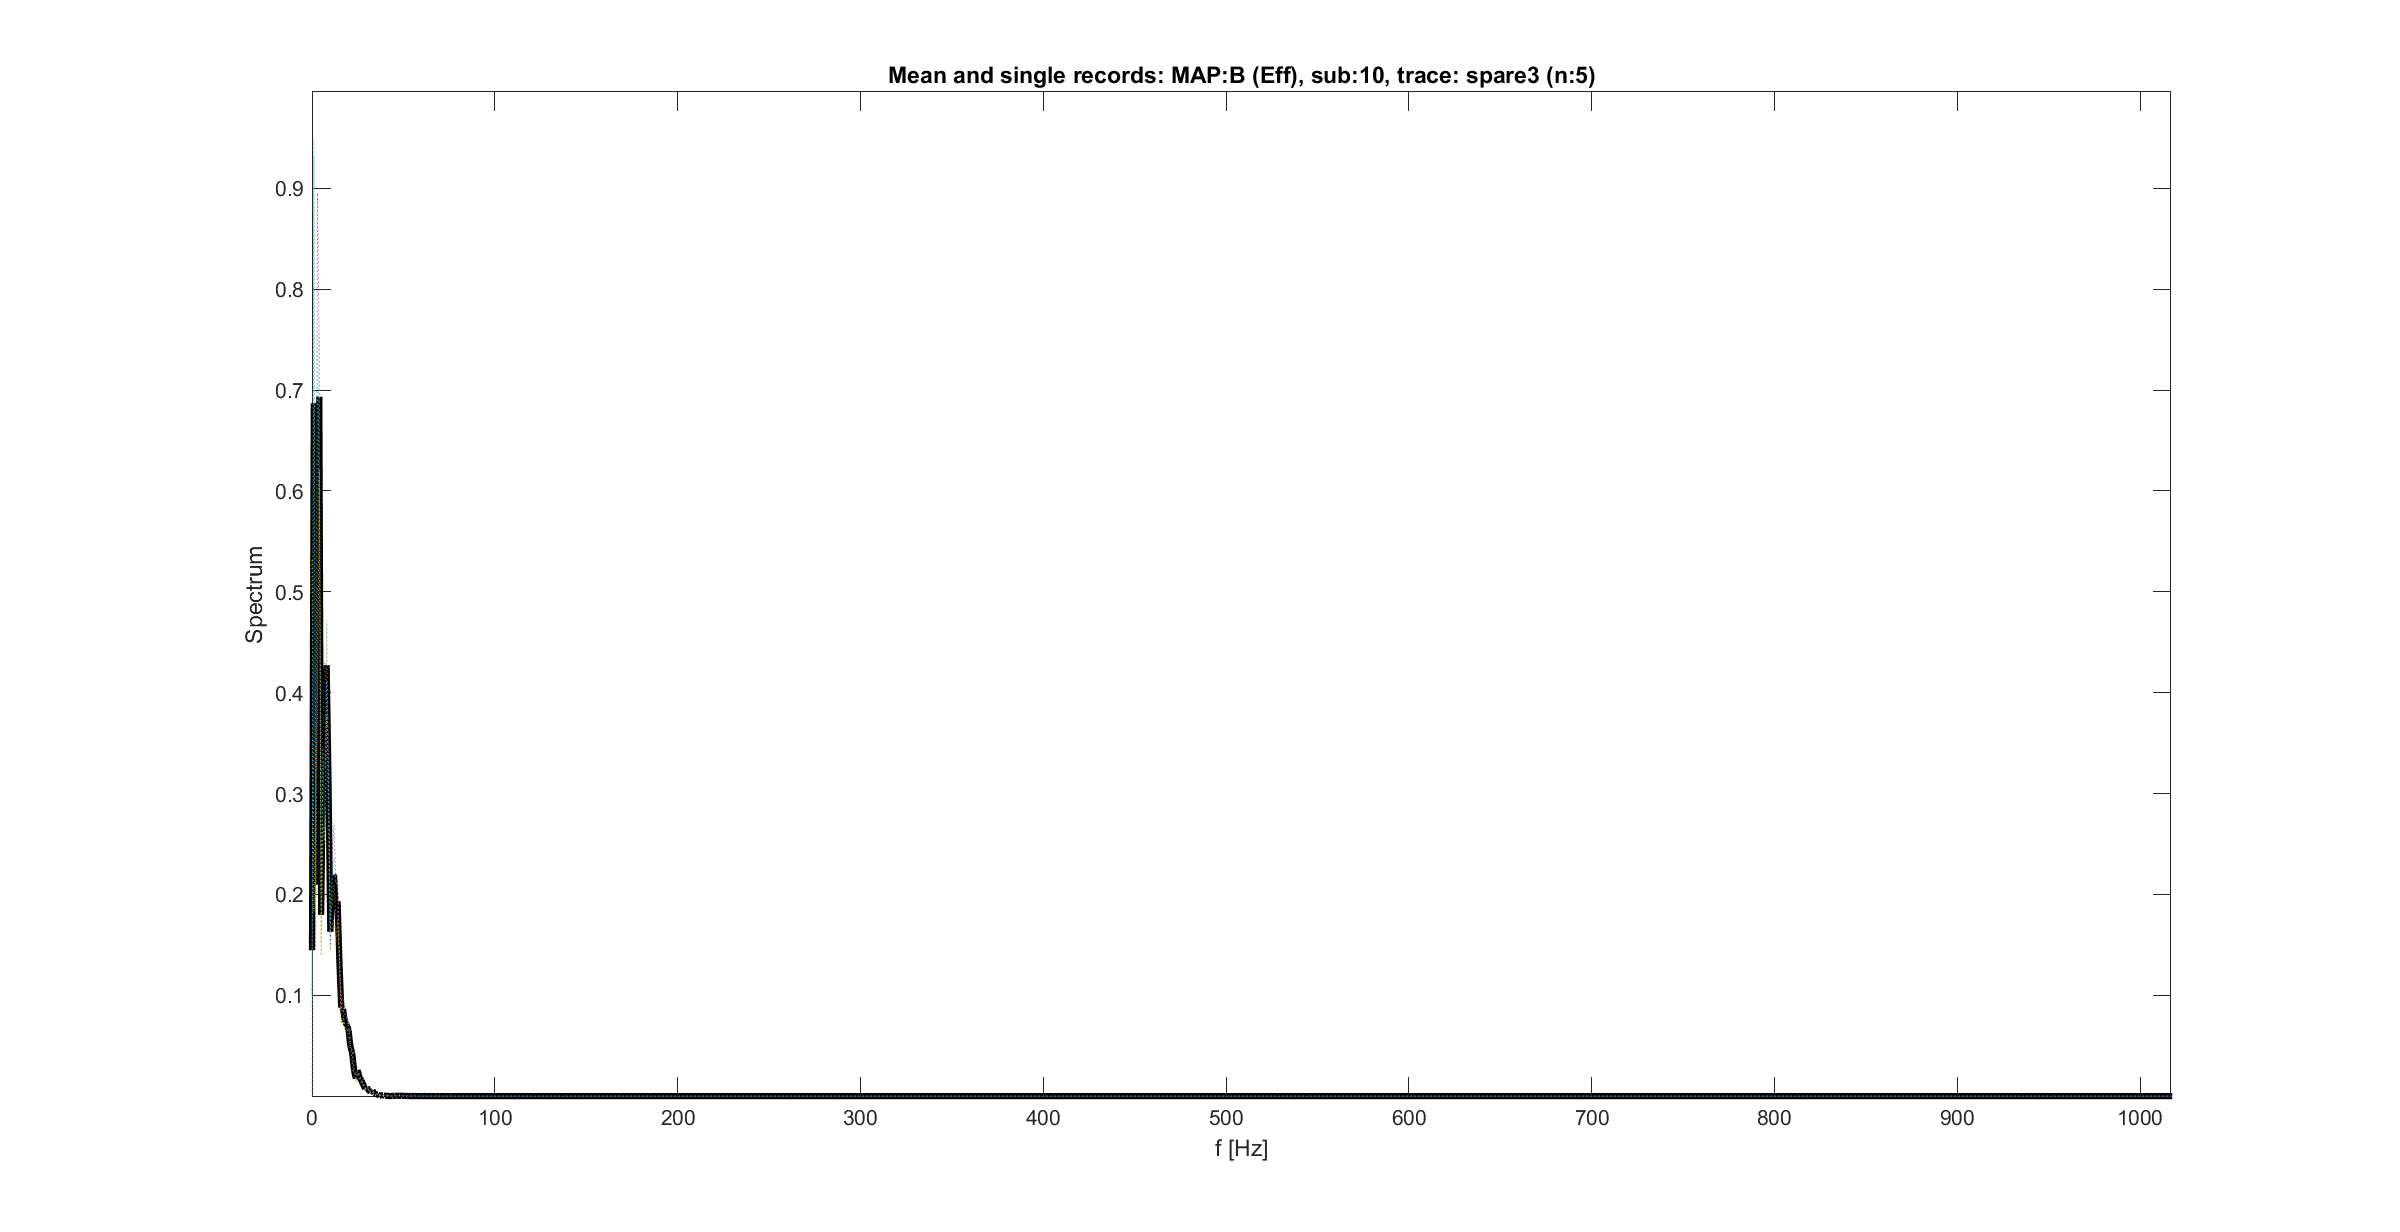 Mean and single records: MAP:B (Eff), sub:10, trace: spare3 (n:5)
0.9
0.8
0.7
0.6
0.5
0.4
0.3
0.2
0.1
Spectrum
0 100 200 300 400 500 600 700 800 900 1000
f [Hz]